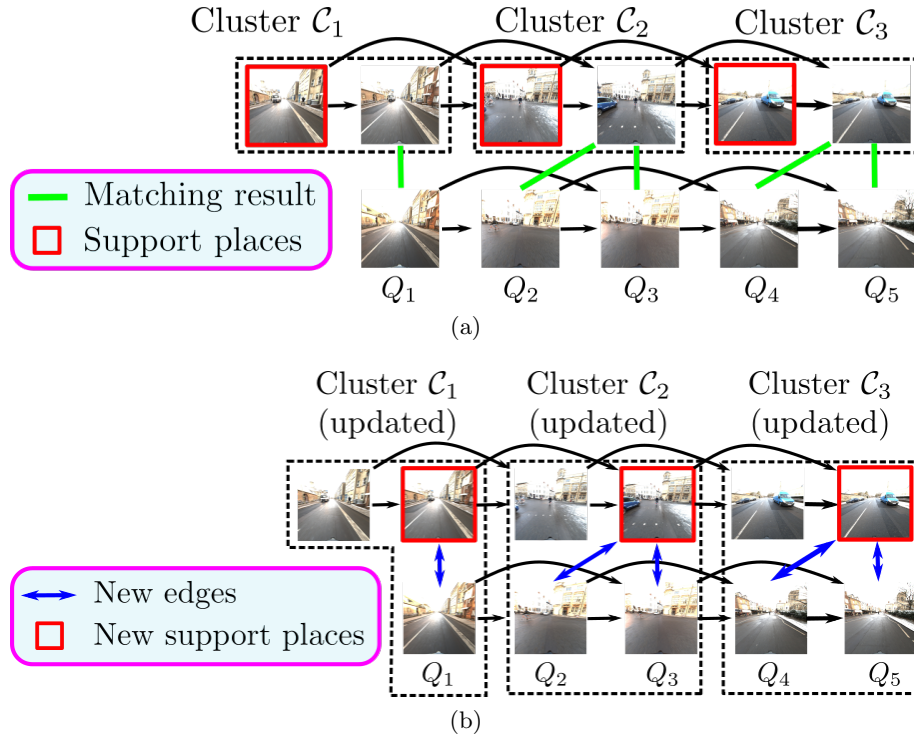 Cluster 𝒞₁ Cluster 𝒞₂ Cluster 𝒞₃
Matching result
Support places
Q₁ Q₂ Q₃ Q₄ Q₅
(a)
Cluster 𝒞₁ Cluster 𝒞₂ Cluster 𝒞₃
(updated) (updated) (updated)
New edges
New support places
Q₁ Q₂ Q₃ Q₄ Q₅
(b)